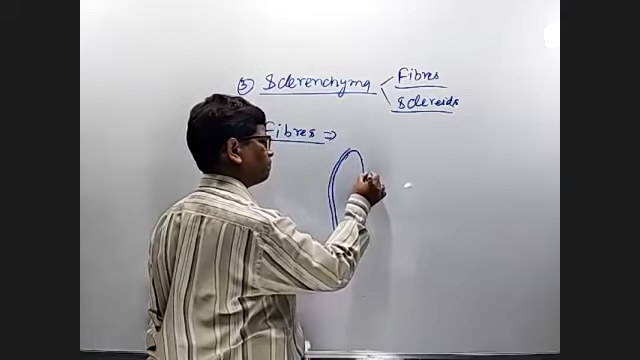 ③ Sclerenchyma
Fibres
Sclereids
Fibres ⇒